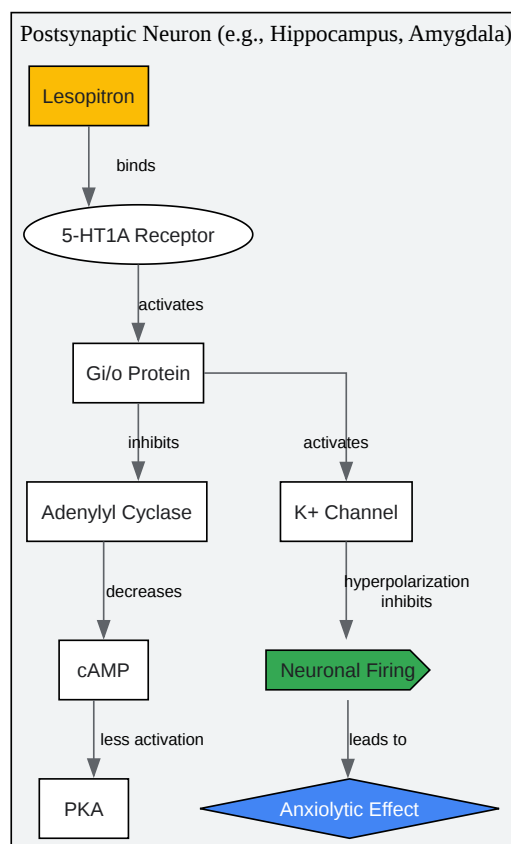 Postsynaptic Neuron (e.g., Hippocampus, Amygdala)
Lesopitron
binds
5-HT1A Receptor
activates
Gi/o Protein
inhibits
activates
Adenylyl Cyclase
K+ Channel
decreases
hyperpolarization
inhibits
cAMP
Neuronal Firing
less activation
leads to
PKA
Anxiolytic Effect